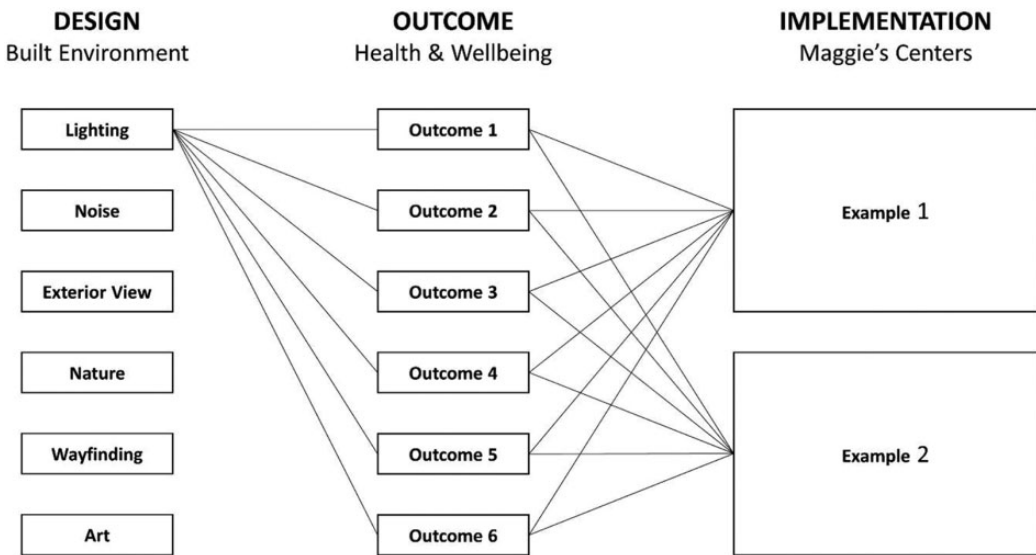 DESIGN
Built Environment
OUTCOME
Health & Wellbeing
IMPLEMENTATION
Maggie's Centers
Lighting
Noise
Exterior View
Nature
Wayfinding
Art
Outcome 1
Outcome 2
Outcome 3
Outcome 4
Outcome 5
Outcome 6
Example 1
Example 2